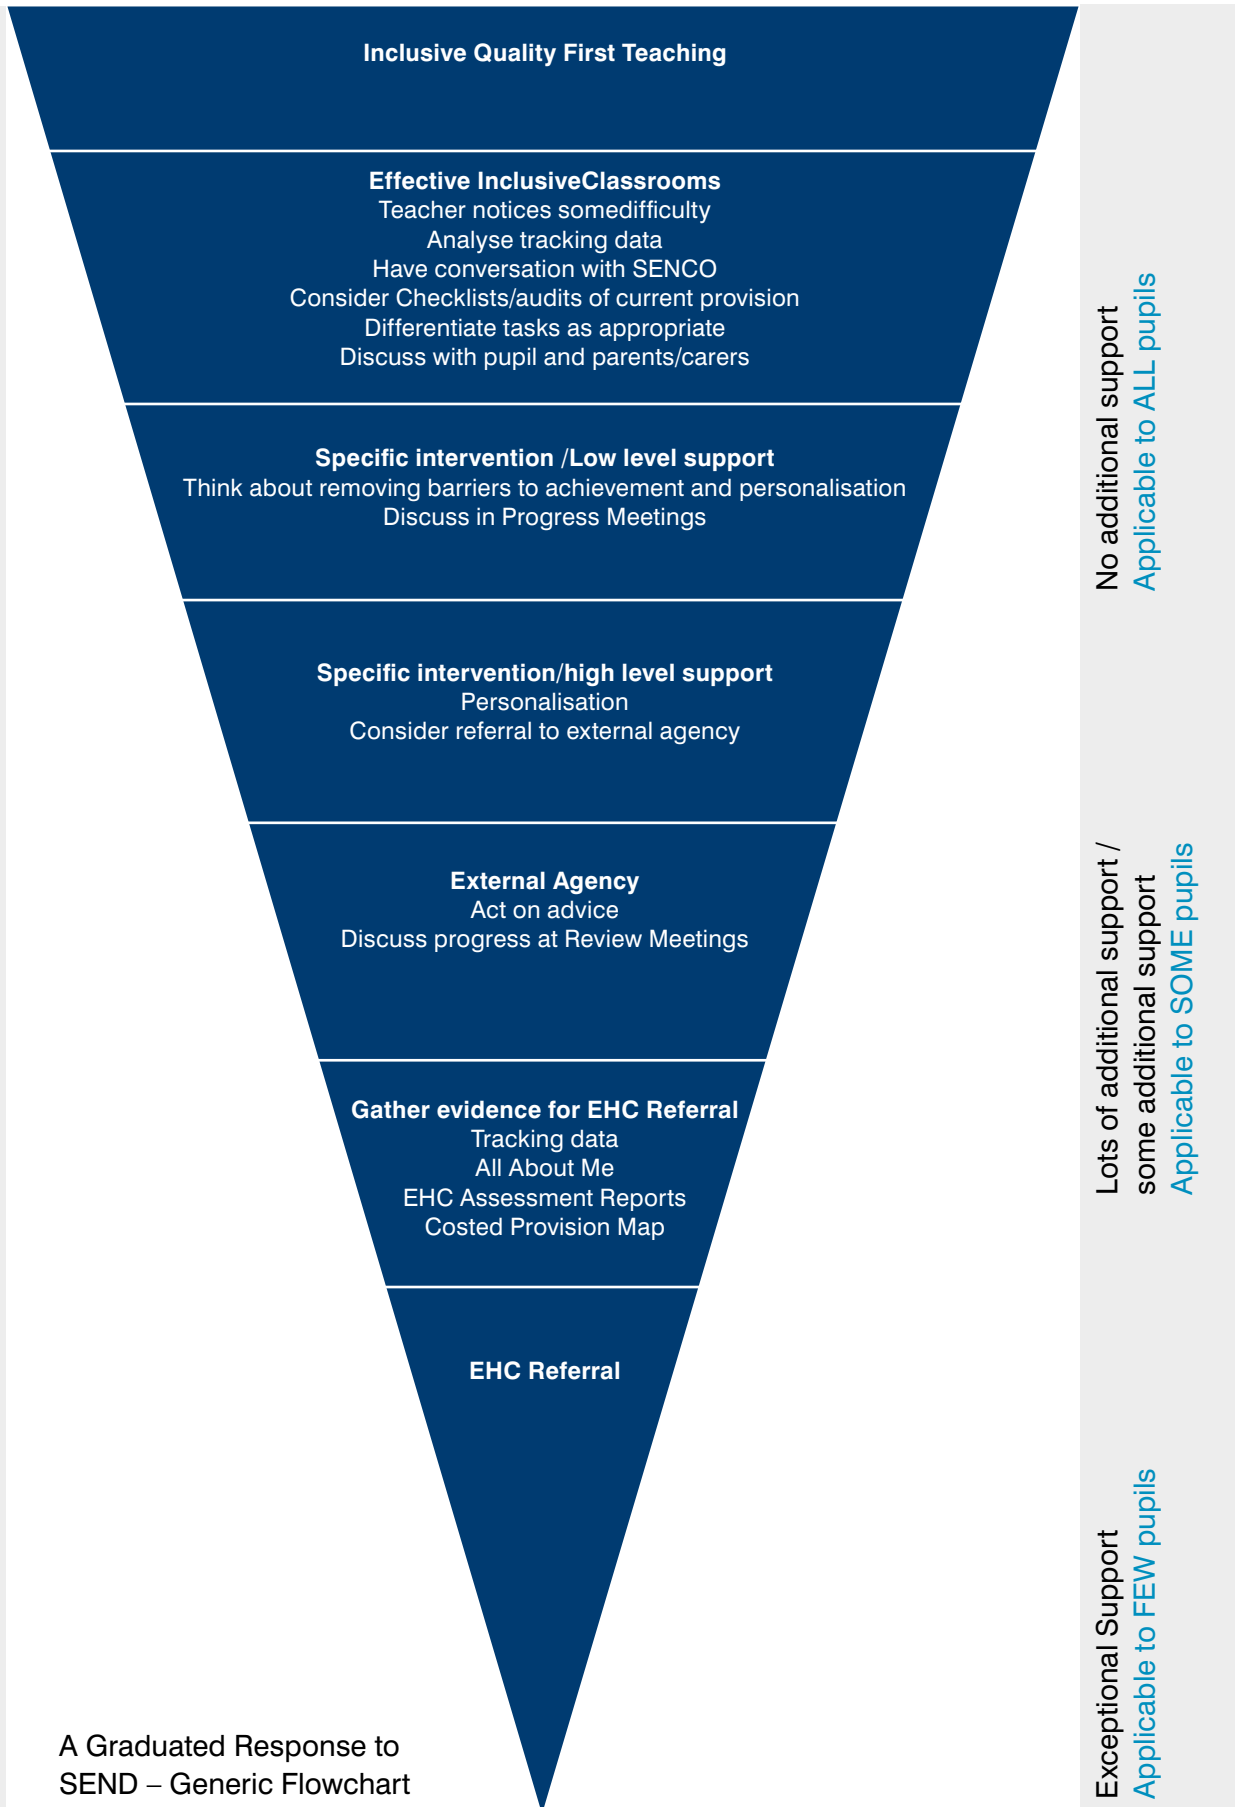 Inclusive Quality First Teaching
Effective InclusiveClassrooms
Teacher notices somedifficulty
Analyse tracking data
Have conversation with SENCO
Consider Checklists/audits of current provision
Differentiate tasks as appropriate
Discuss with pupil and parents/carers
Specific intervention /Low level support
Think about removing barriers to achievement and personalisation
Discuss in Progress Meetings
Specific intervention/high level support
Personalisation
Consider referral to external agency
External Agency
Act on advice
Discuss progress at Review Meetings
Gather evidence for EHC Referral
Tracking data
All About Me
EHC Assessment Reports
Costed Provision Map
EHC Referral
No additional support
Applicable to ALL pupils
Lots of additional support /
some additional support
Applicable to SOME pupils
Exceptional Support
Applicable to FEW pupils
A Graduated Response to
SEND – Generic Flowchart